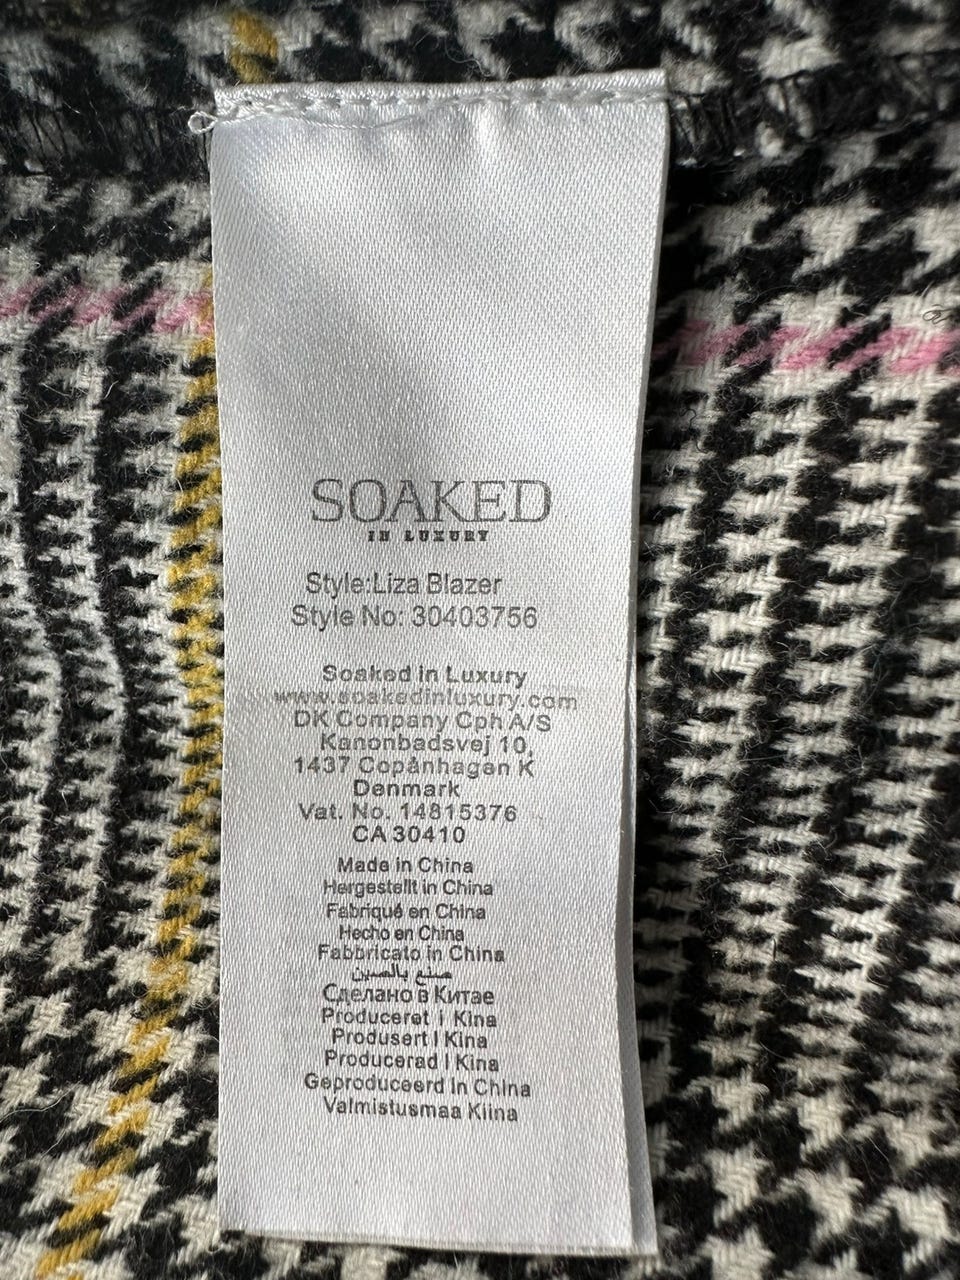 SOAKED
IN LUXURY
Style:Liza Blazer
Style No: 30403756
Soaked in Luxury
www.soakedinluxury.com
DK Company Cph A/S
Kanonbadsvej 10,
1437 Copånhagen K
Denmark
Vat. No. 14815376
CA 30410
Made in China
Hergestellt in China
Fabriqué en China
Hecho en China
Fabbricato in China
صنع بالصين
Сделано в Китае
Produceret i Kina
Produsert I Kina
Producerad I Kina
Geproduceerd In China
Valmistusmaa Kiina